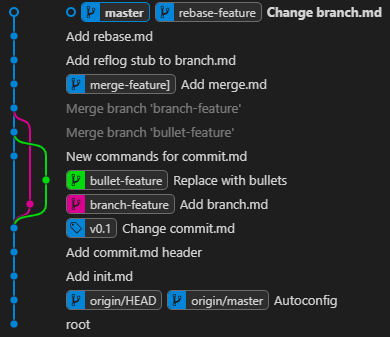 master rebase-feature Change branch.md
Add rebase.md
Add reflog stub to branch.md
merge-feature] Add merge.md
Merge branch 'branch-feature'
Merge branch 'bullet-feature'
New commands for commit.md
bullet-feature Replace with bullets
branch-feature Add branch.md
v0.1 Change commit.md
Add commit.md header
Add init.md
origin/HEAD origin/master Autoconfig
root